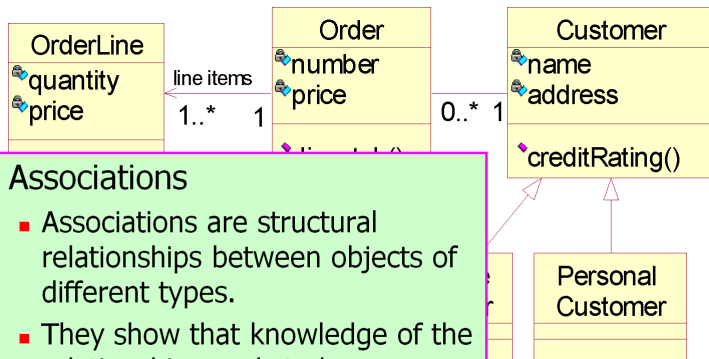 OrderLine
quantity
price
line items
1..*
1
Order
number
price
0..*
1
Customer
name
address
creditRating()
Associations
Associations are structural
relationships between objects of
different types.
They show that knowledge of the
Personal
Customer